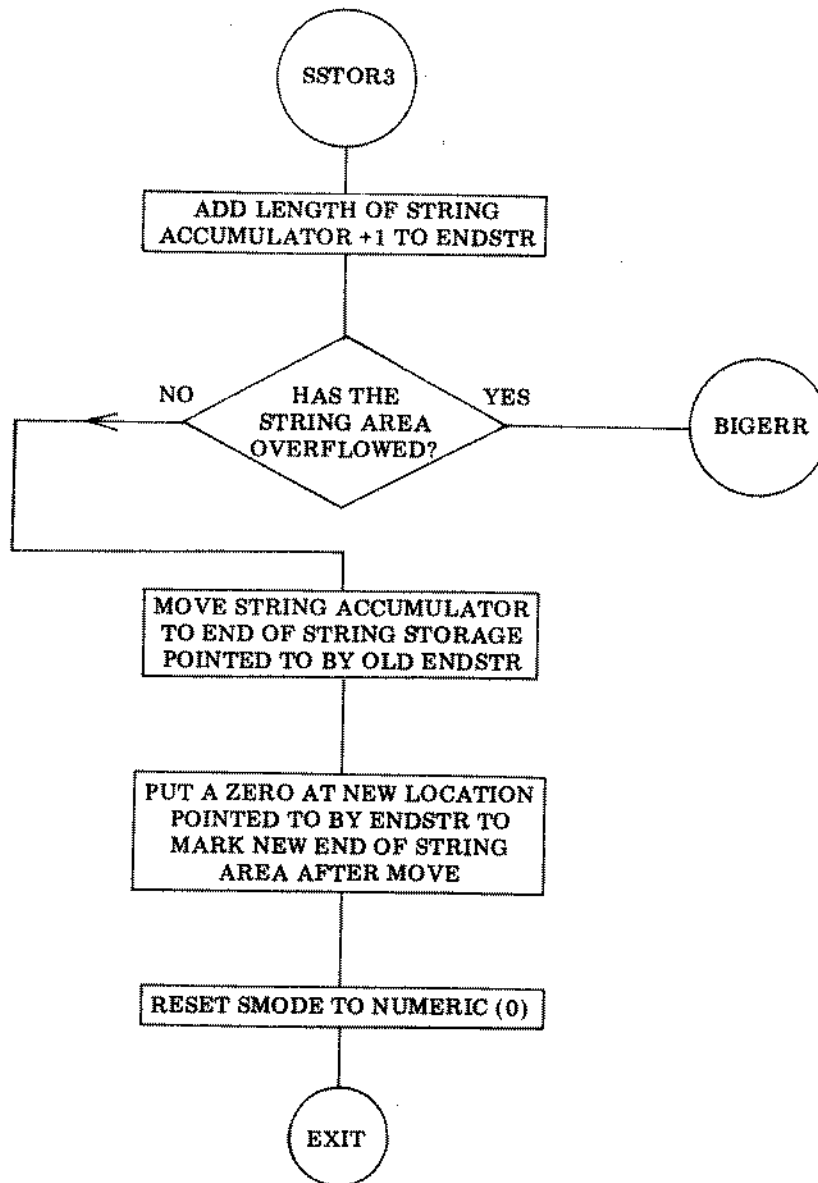 SSTOR3
ADD LENGTH OF STRING
ACCUMULATOR +1 TO ENDSTR
NO
HAS THE
STRING AREA
OVERFLOWED?
YES
BIGERR
MOVE STRING ACCUMULATOR
TO END OF STRING STORAGE
POINTED TO BY OLD ENDSTR
PUT A ZERO AT NEW LOCATION
POINTED TO BY ENDSTR TO
MARK NEW END OF STRING
AREA AFTER MOVE
RESET SMODE TO NUMERIC (0)
EXIT